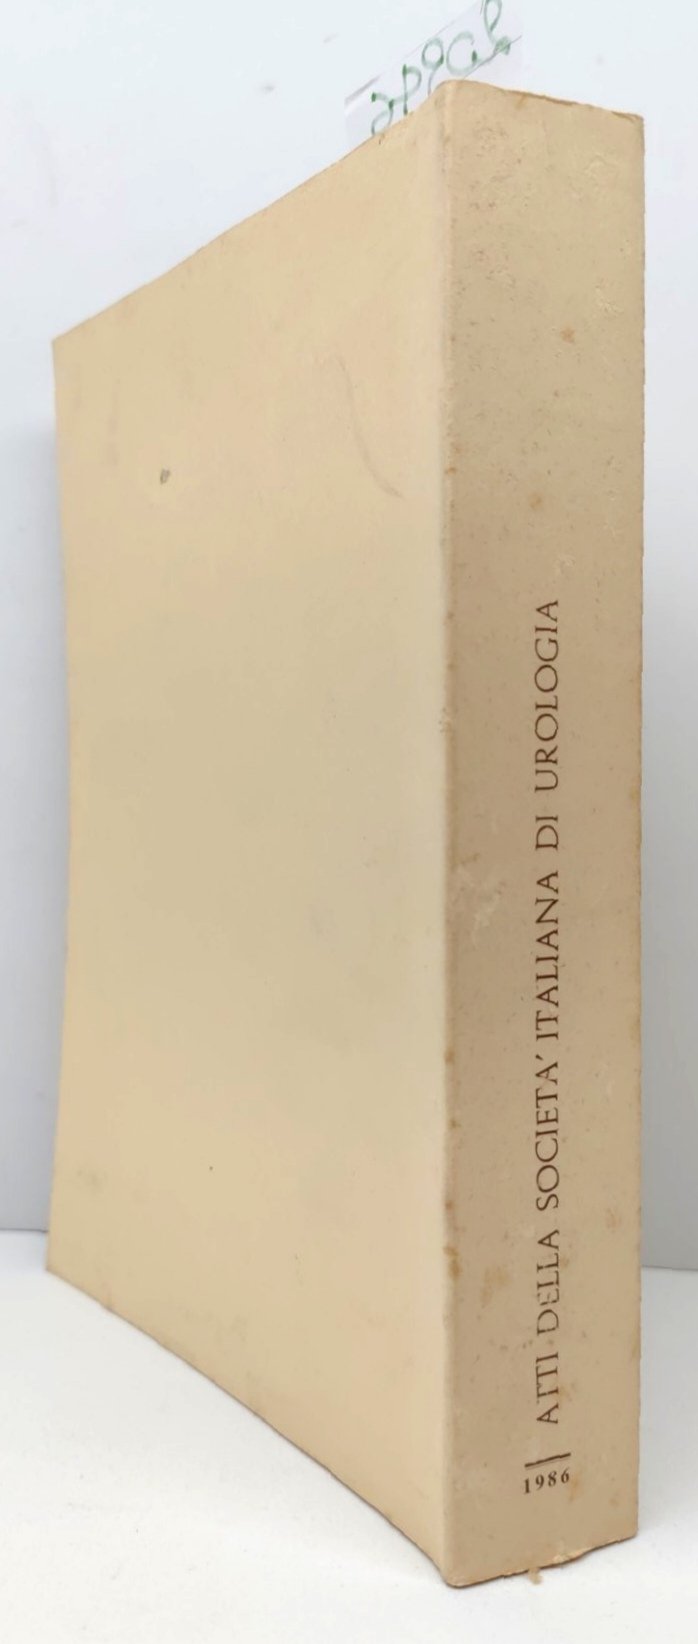 ATTI DELLA SOCIETA' ITALIANA DI UROLOGIA
1986